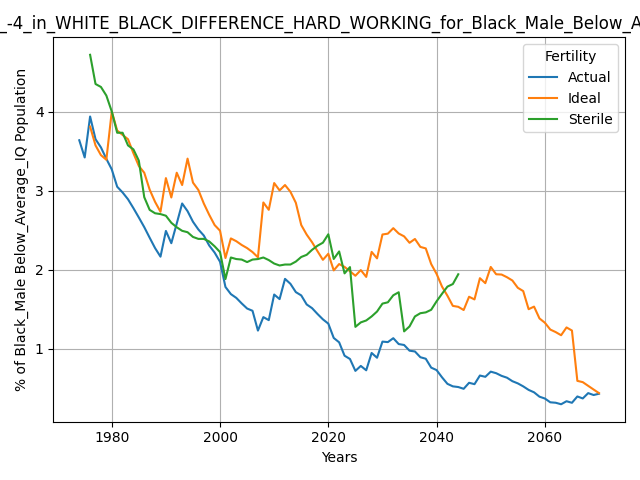 _-4_in_WHITE_BLACK_DIFFERENCE_HARD_WORKING_for_Black_Male_Below_A
Fertility
Actual
Ideal
Sterile
% of Black_Male Below_Average_IQ Population
4
3
2
1
1980 2000 2020 2040 2060
Years